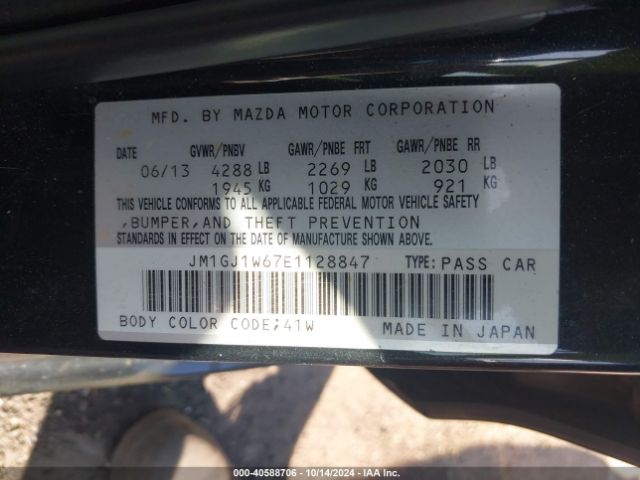 MFD. BY MAZDA MOTOR CORPORATION
DATE GVWR/PNBV GAWR/PNBE FRT GAWR/PNBE RR
06/13 4288 LB 2269 LB 2030 LB
1945 KG 1029 KG 921 KG
THIS VEHICLE CONFORMS TO ALL APPLICABLE FEDERAL MOTOR VEHICLE SAFETY
,BUMPER,AND THEFT PREVENTION
STANDARDS IN EFFECT ON THE DATE OF MANUFACTURE SHOWN ABOVE.
JM1GJ1W67E1128847 TYPE:PASS CAR
BODY COLOR CODE;41W MADE IN JAPAN
000-40588706 - 10/14/2024 - IAA Inc.